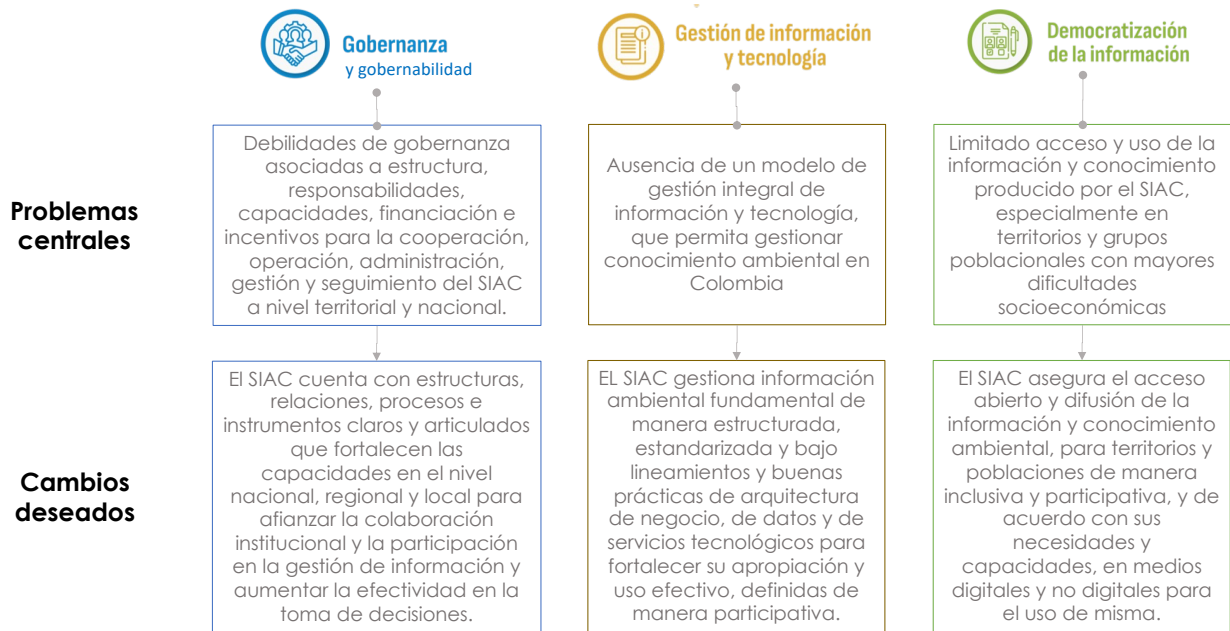 Gobernanza
y gobernabilidad
Gestión de información
y tecnología
Democratización
de la información
Problemas
centrales
Debilidades de gobernanza
asociadas a estructura,
responsabilidades,
capacidades, financiación e
incentivos para la cooperación,
operación, administración,
gestión y seguimiento del SIAC
a nivel territorial y nacional.
Ausencia de un modelo de
gestión integral de
información y tecnología,
que permita gestionar
conocimiento ambiental en
Colombia
Limitado acceso y uso de la
información y conocimiento
producido por el SIAC,
especialmente en
territorios y grupos
poblacionales con mayores
dificultades
socioeconómicas
Cambios
deseados
El SIAC cuenta con estructuras,
relaciones, procesos e
instrumentos claros y articulados
que fortalecen las
capacidades en el nivel
nacional, regional y local para
afianzar la colaboración
institucional y la participación
en la gestión de información y
aumentar la efectividad en la
toma de decisiones.
EL SIAC gestiona información
ambiental fundamental de
manera estructurada,
estandarizada y bajo
lineamientos y buenas
prácticas de arquitectura
de negocio, de datos y de
servicios tecnológicos para
fortalecer su apropiación y
uso efectivo, definidas de
manera participativa.
El SIAC asegura el acceso
abierto y difusión de la
información y conocimiento
ambiental, para territorios y
poblaciones de manera
inclusiva y participativa, y de
acuerdo con sus
necesidades y
capacidades, en medios
digitales y no digitales para
el uso de misma.